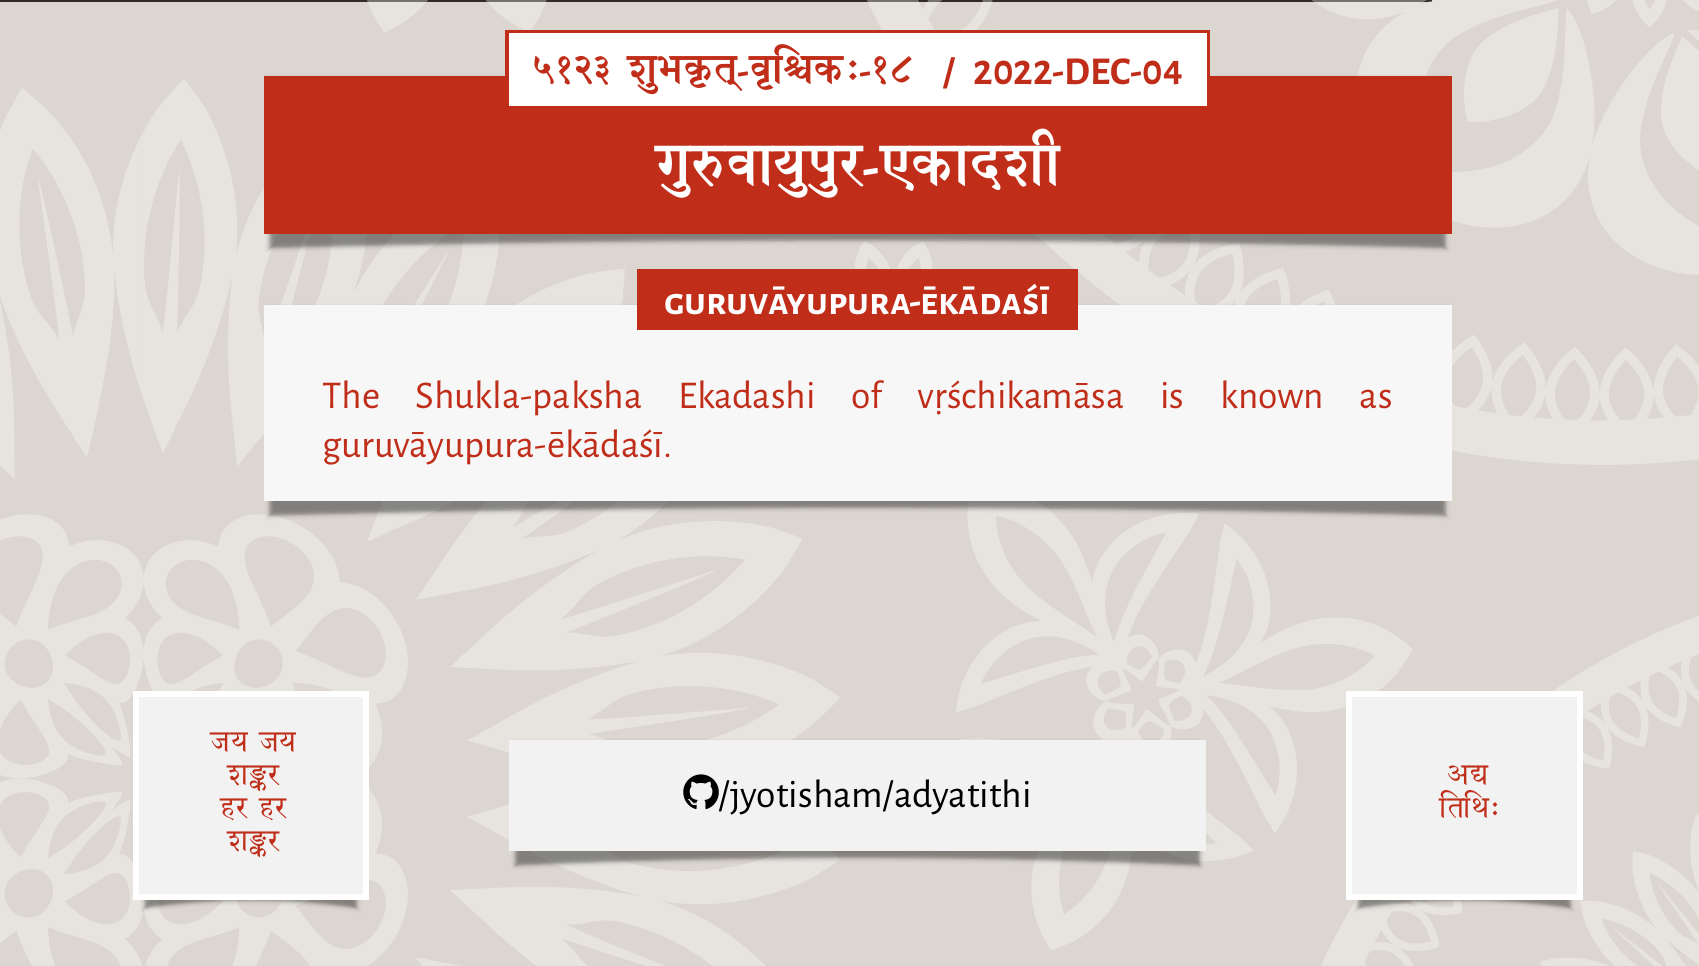 ५१२३ शुभकृत्-वृश्चिकः-१८ / 2022-DEC-04
गुरुवायुपुर-एकादशी
GURUVĀYUPURA-ĒKĀDAŚĪ
The Shukla-paksha Ekadashi of vṛśchikamāsa is known as
guruvāyupura-ēkādaśī.
जय जय
शङ्कर
हर हर
शङ्कर
/jyotisham/adyatithi
अद्य
तिथिः